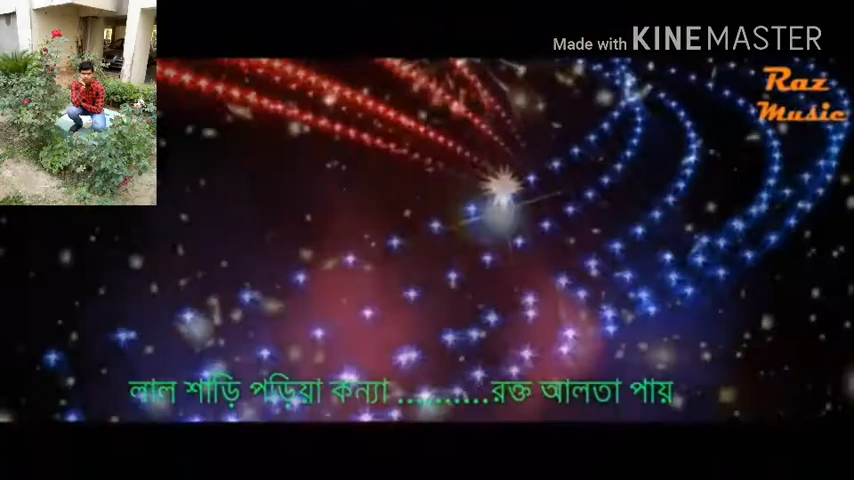 Made with KINEMASTER
Raz
Music
লাল শাড়ি পড়িয়া কন্যা ..........রক্ত আলতা পায়